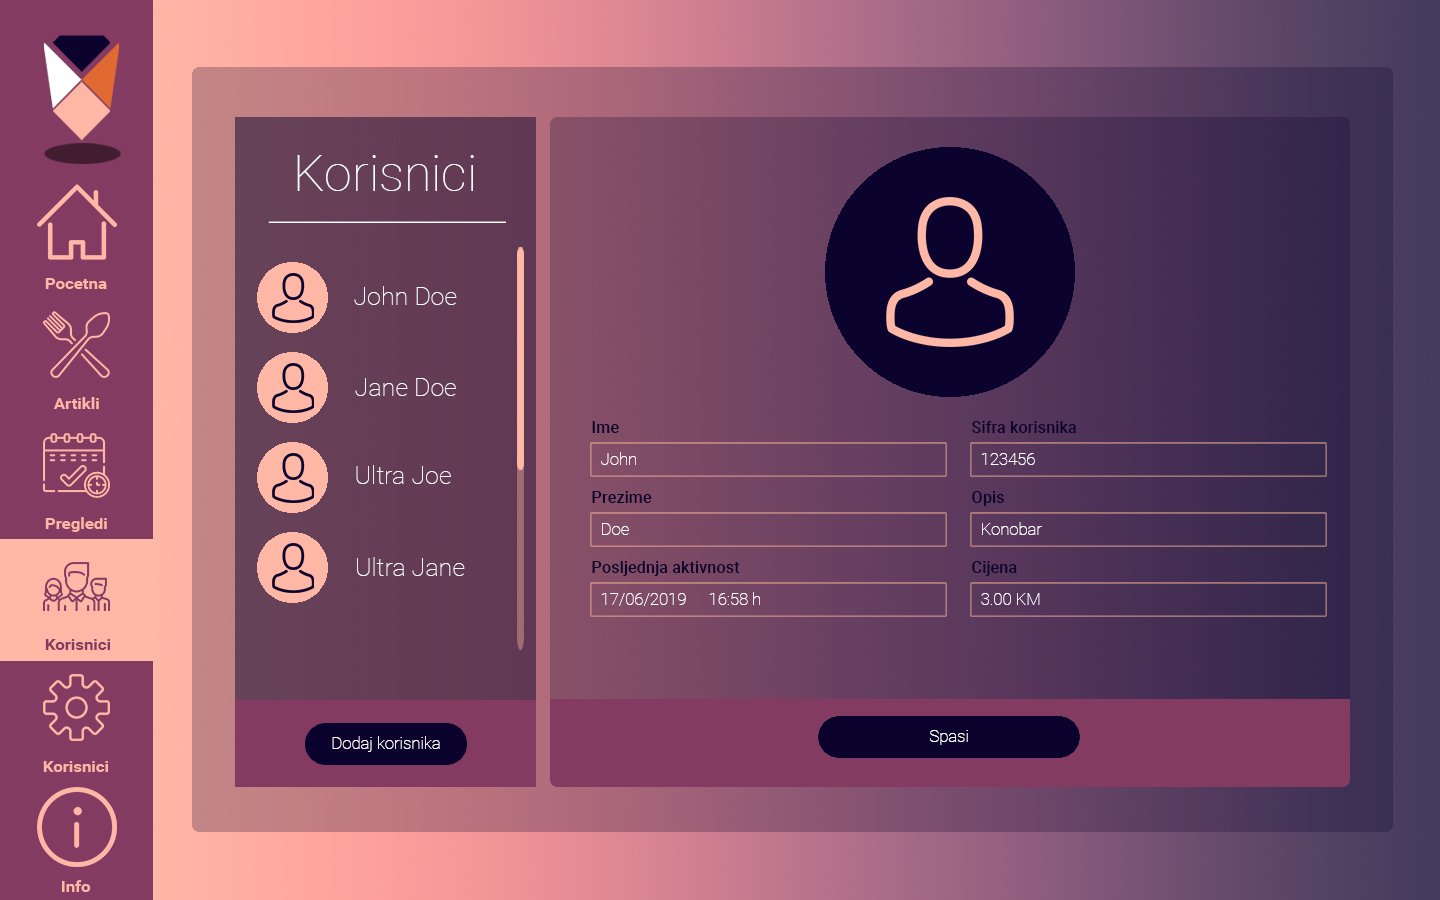 Pocetna
Artikli
Pregledi
Korisnici
Korisnici
Info
Korisnici
John Doe
Jane Doe
Ultra Joe
Ultra Jane
Dodaj korisnika
Ime
John
Prezime
Doe
Posljednja aktivnost
17/06/2019 16:58 h
Sifra korisnika
123456
Opis
Konobar
Cijena
3.00 KM
Spasi